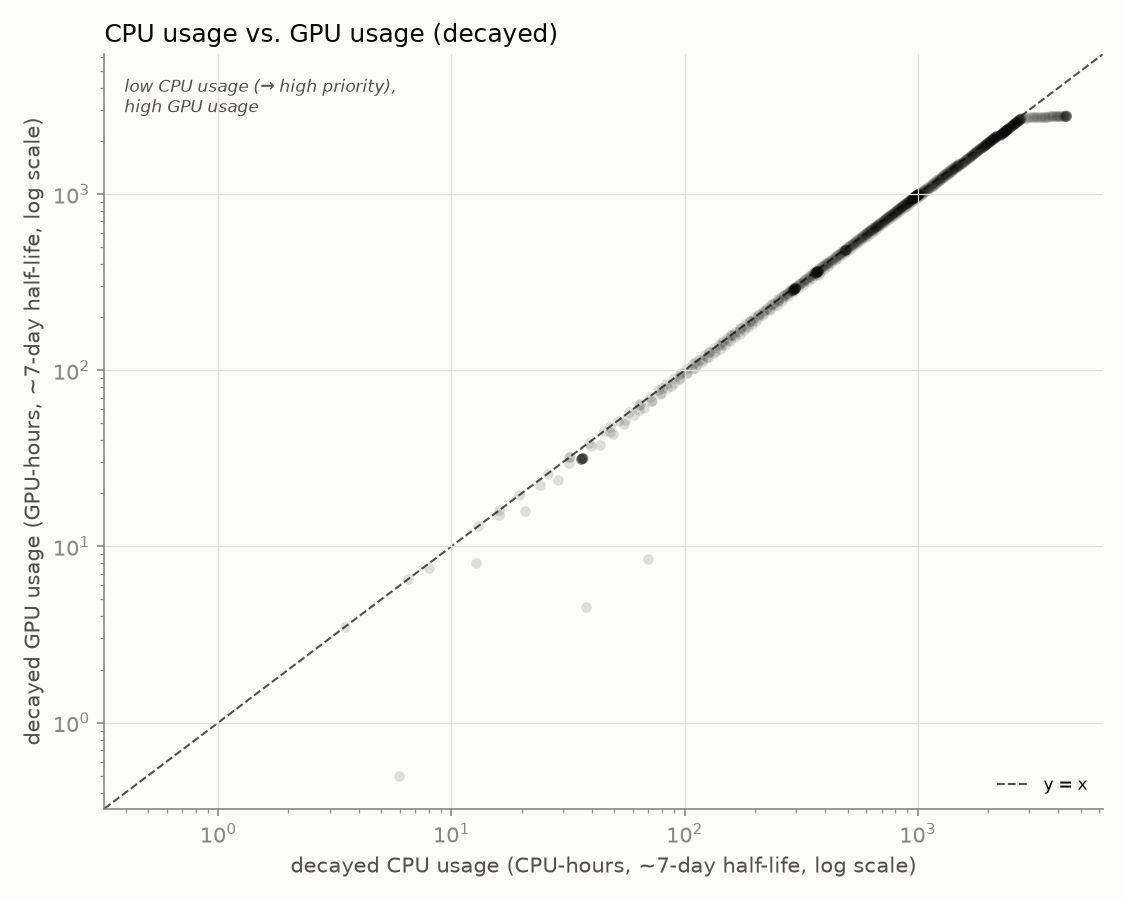 CPU usage vs. GPU usage (decayed)
low CPU usage (→ high priority),
high GPU usage
decayed GPU usage (GPU-hours, ~7-day half-life, log scale)
10³
10²
10¹
10⁰
y = x
10⁰
10¹
10²
10³
decayed CPU usage (CPU-hours, ~7-day half-life, log scale)